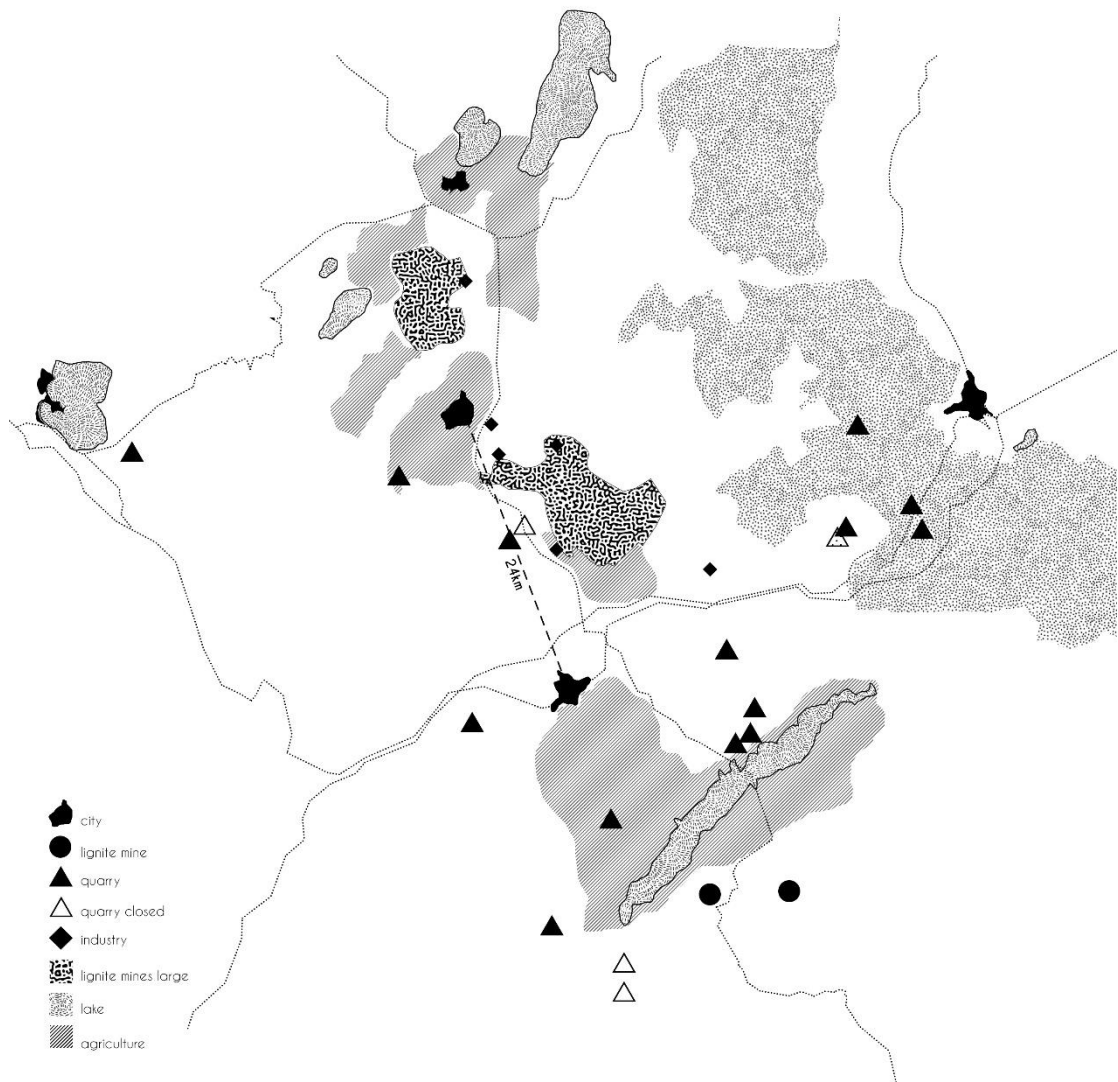 24km
city
lignite mine
quarry
quarry closed
industry
lignite mines large
lake
agriculture